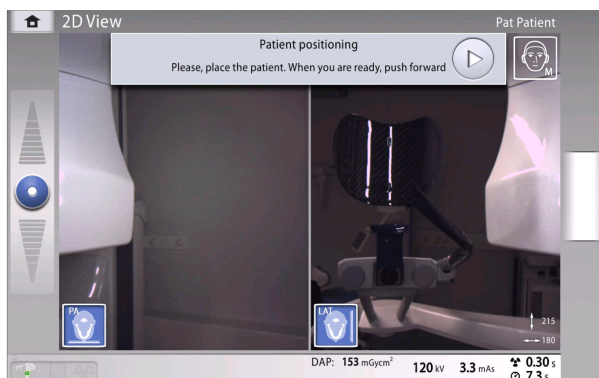 2D View
Pat Patient
Patient positioning
Please, place the patient. When you are ready, push forward
M
PA
LAT
215
180
DAP: 153 mGycm² 120 kV 3.3 mAs 0.30 s
7.3 s